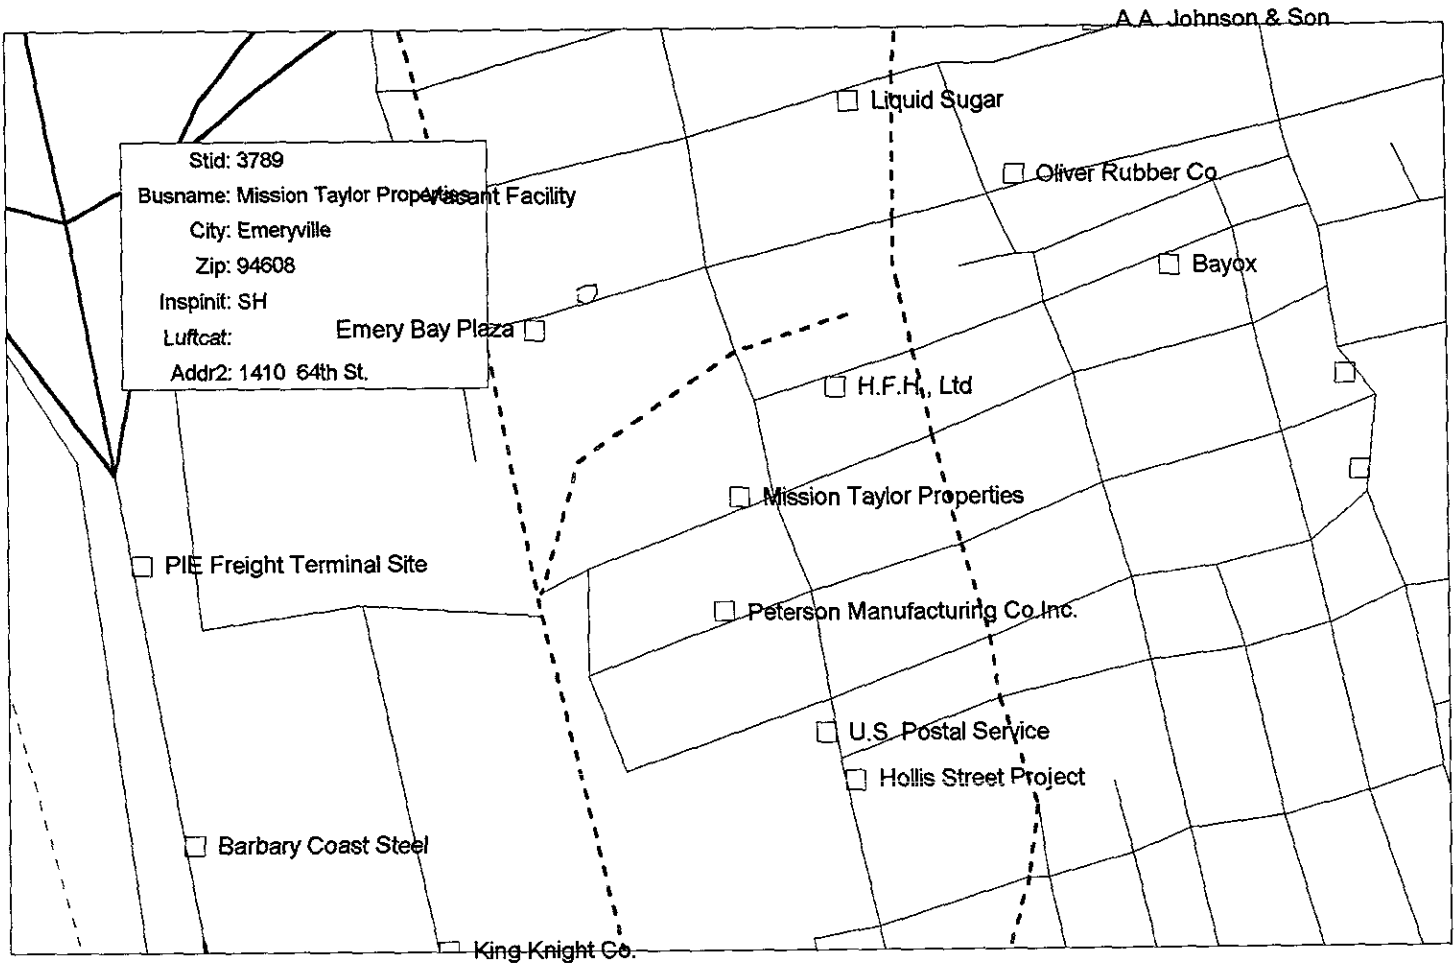 A.A. Johnson & Son
Liquid Sugar
Stid: 3789
Oliver Rubber Co
Busname: Mission Taylor Properties
Vacant Facility
City: Emeryville
Zip: 94608
Bayox
Inspinit: SH
Emery Bay Plaza
Luftcat:
Addr2: 1410 64th St.
H.F.H., Ltd
Mission Taylor Properties
PIE Freight Terminal Site
Peterson Manufacturing Co.Inc.
U.S. Postal Service
Hollis Street Project
Barbary Coast Steel
King Knight Co.